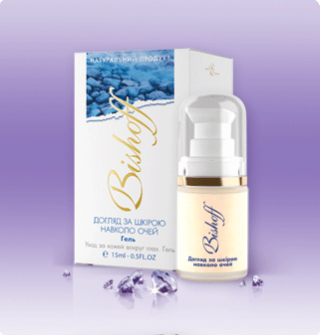 НАТУРАЛЬНИЙ ПРОДУКТ
Bishoff
ДОГЛЯД ЗА ШКІРОЮ
НАВКОЛО ОЧЕЙ
Гель
Уход за кожей вокруг глаз. Гель
15ml - 0.5FL.OZ
Bishoff
Догляд за шкірою
навколо очей